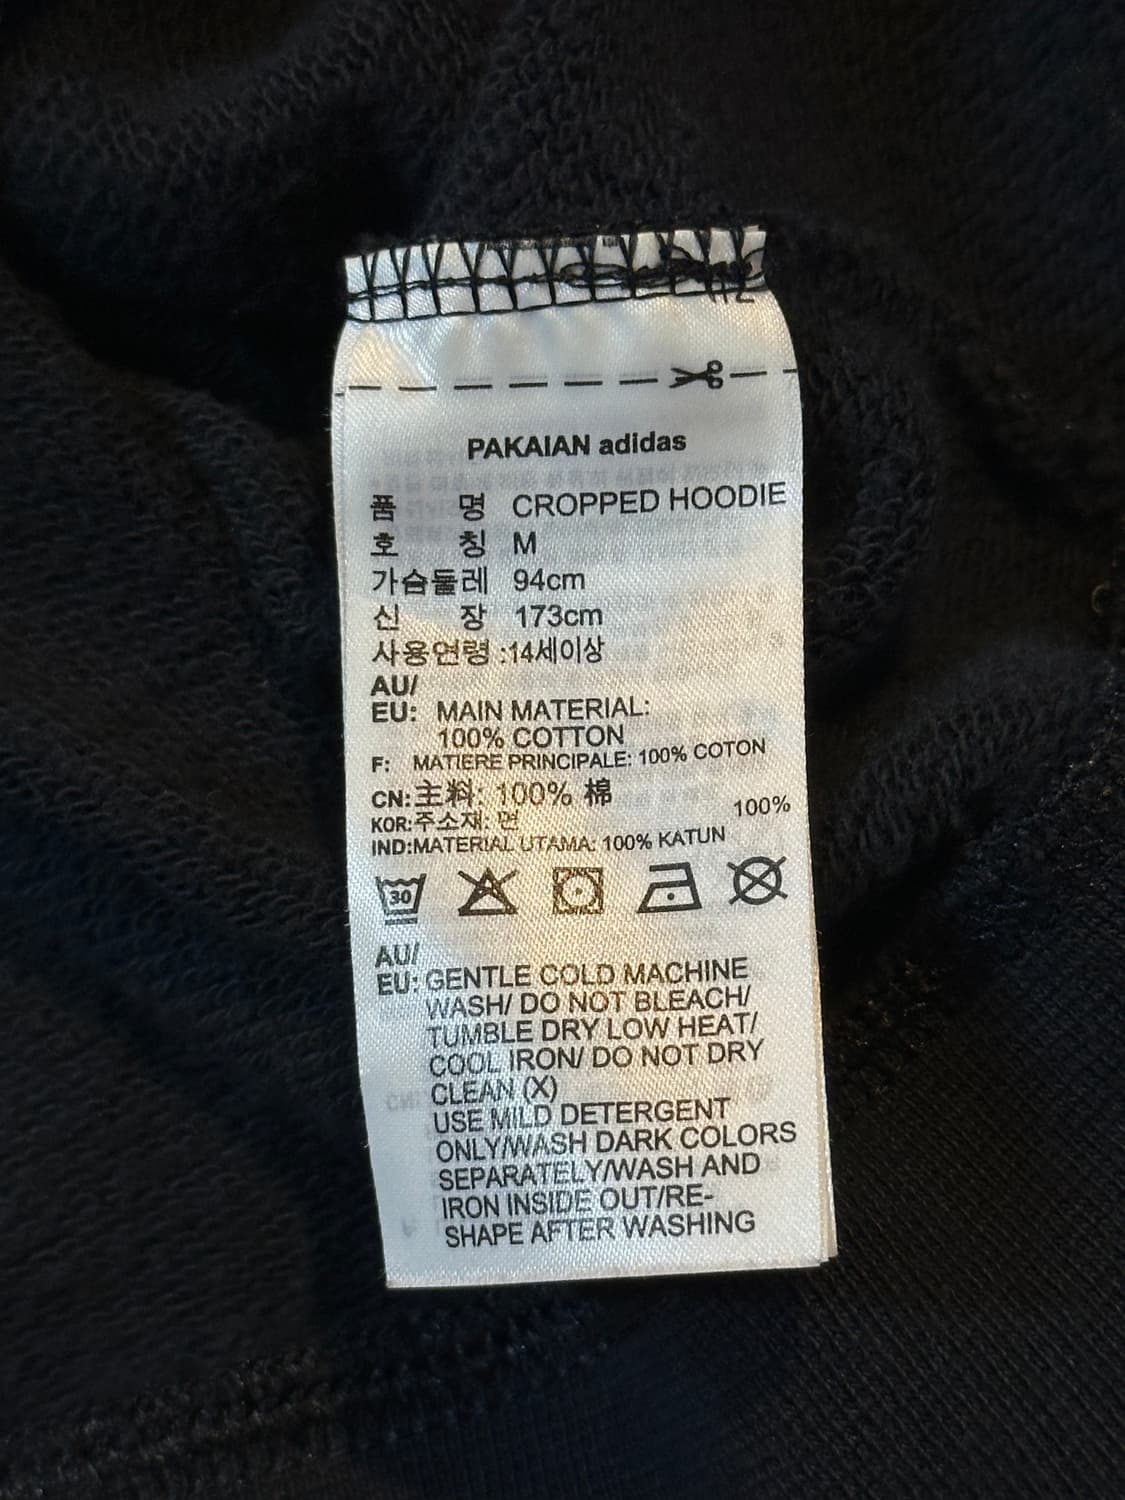 PAKAIAN adidas
품 명 CROPPED HOODIE
호 칭 M
가슴둘레 94cm
신 장 173cm
사용연령 :14세이상
AU/
EU: MAIN MATERIAL:
100% COTTON
F: MATIERE PRINCIPALE: 100% COTON
CN:主料: 100% 棉
KOR:주소재: 면 100%
IND:MATERIAL UTAMA: 100% KATUN
30
AU/
EU: GENTLE COLD MACHINE
WASH/ DO NOT BLEACH/
TUMBLE DRY LOW HEAT/
COOL IRON/ DO NOT DRY
CLEAN (X)
USE MILD DETERGENT
ONLY/WASH DARK COLORS
SEPARATELY/WASH AND
IRON INSIDE OUT/RE-
SHAPE AFTER WASHING